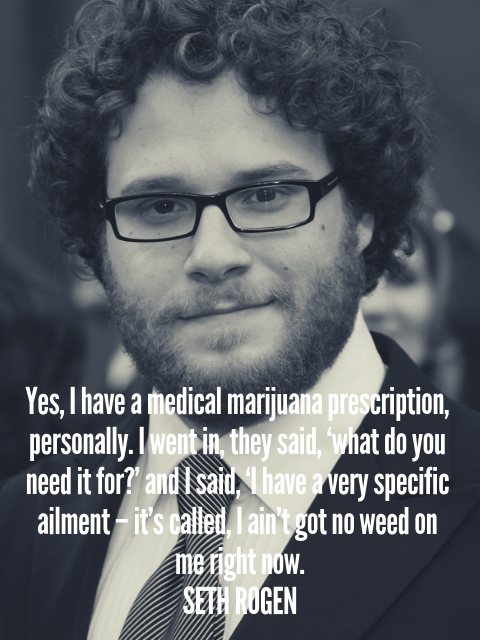 Yes, I have a medical marijuana prescription,
personally. I went in, they said, ‘what do you
need it for?’ and I said, ‘I have a very specific
ailment – it’s called, I ain’t got no weed on
me right now.
SETH ROGEN